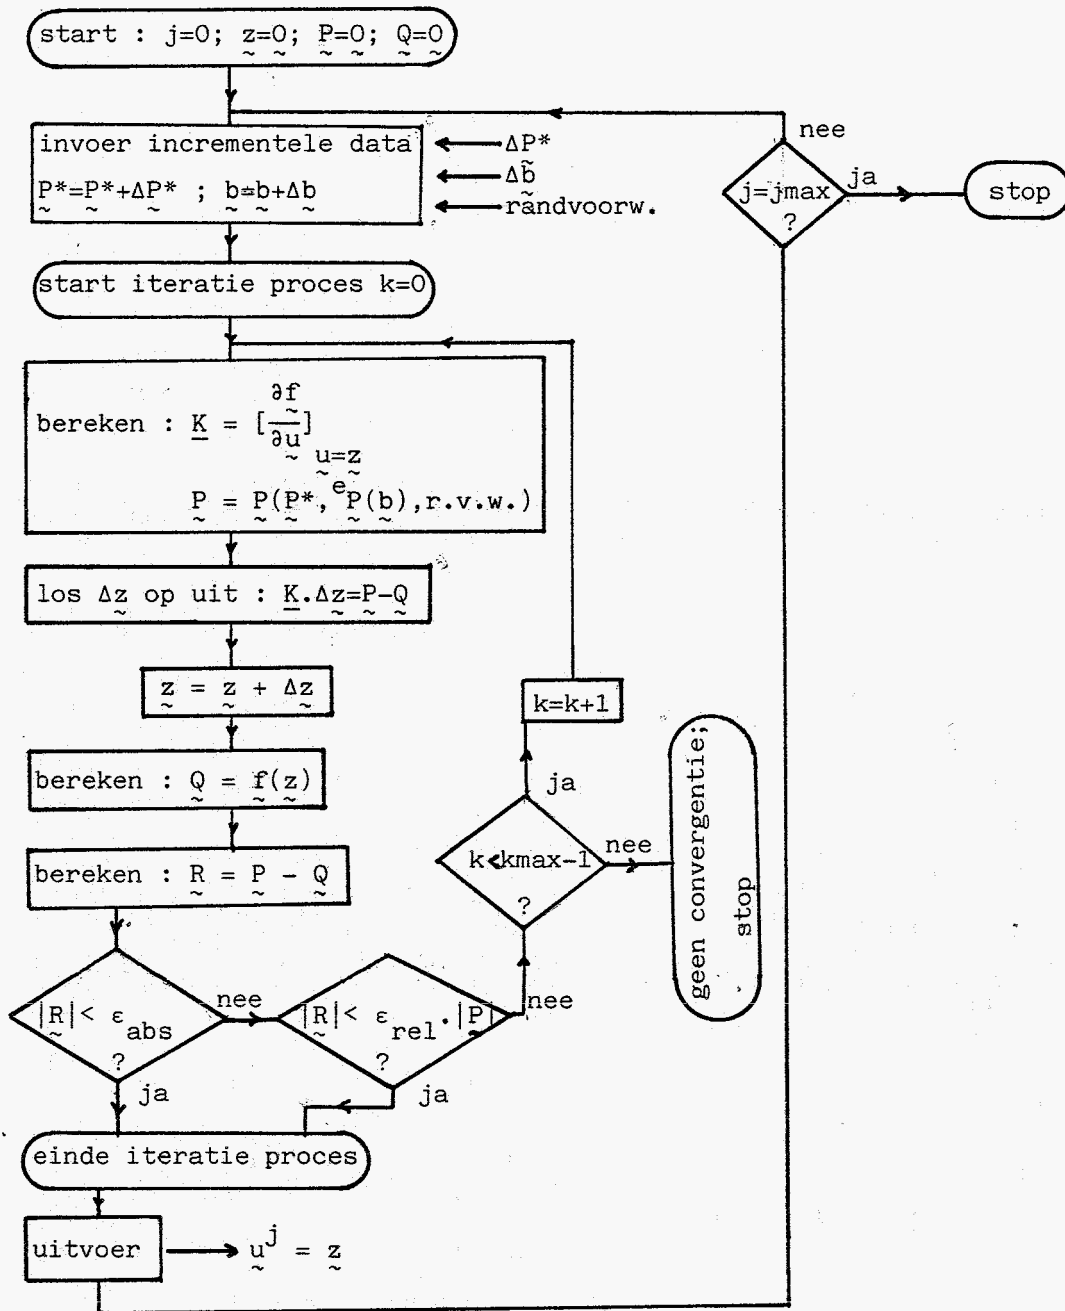 start : j=0; z=0; P=0; Q=0
nee
invoer incrementele data
ΔP*
P*=P*+ΔP* ; b=b+Δb
Δb
randvoorw.
j=jmax
?
ja
stop
start iteratie proces k=0
bereken : K = [∂f/∂u] u=z
P = P(P*, eP(b),r.v.w.)
los Δz op uit : K.Δz=P-Q
z = z + Δz
k=k+1
bereken : Q = f(z)
ja
k<kmax-1
?
nee
geen convergentie;
stop
bereken : R = P - Q
|R|< εabs
?
nee
|R|< εrel.|P|
?
nee
ja
ja
einde iteratie proces
uitvoer
u^j = z